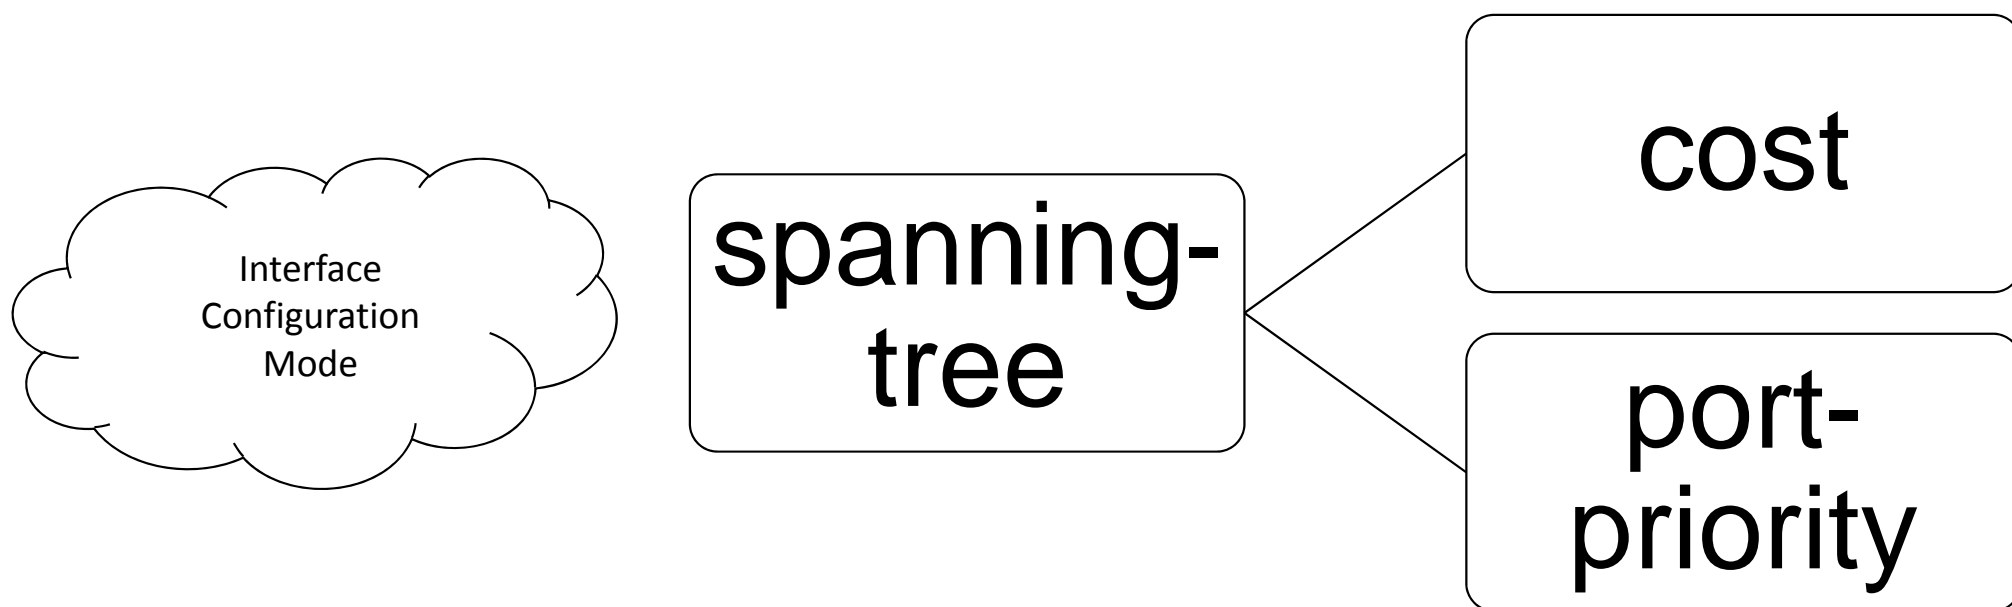 Interface
Configuration
Mode
spanning-
tree
cost
port-
priority